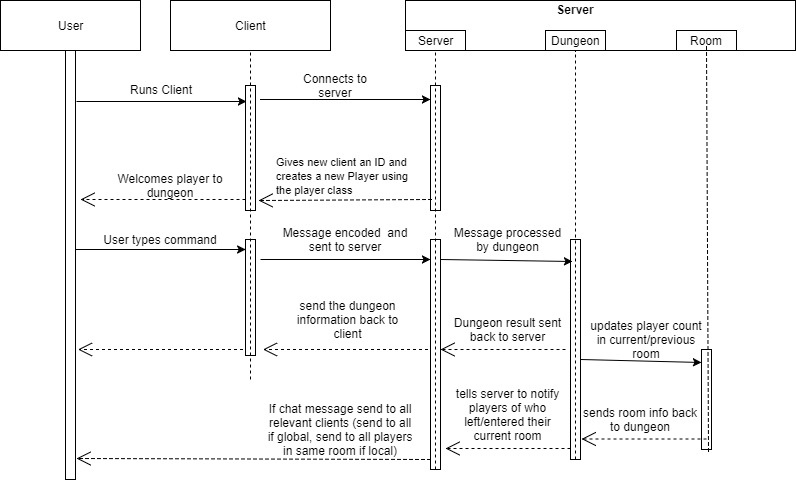 Server
User
Client
Server
Dungeon
Room
Runs Client
Connects to
server
Gives new client an ID and
creates a new Player using
the player class
Welcomes player to
dungeon
User types command
Message encoded  and
sent to server
Message processed
by dungeon
send the dungeon
information back to
client
Dungeon result sent
back to server
updates player count
in current/previous
room
tells server to notify
players of who
left/entered their
current room
sends room info back
to dungeon
If chat message send to all
relevant clients (send to all
if global, send to all players
in same room if local)